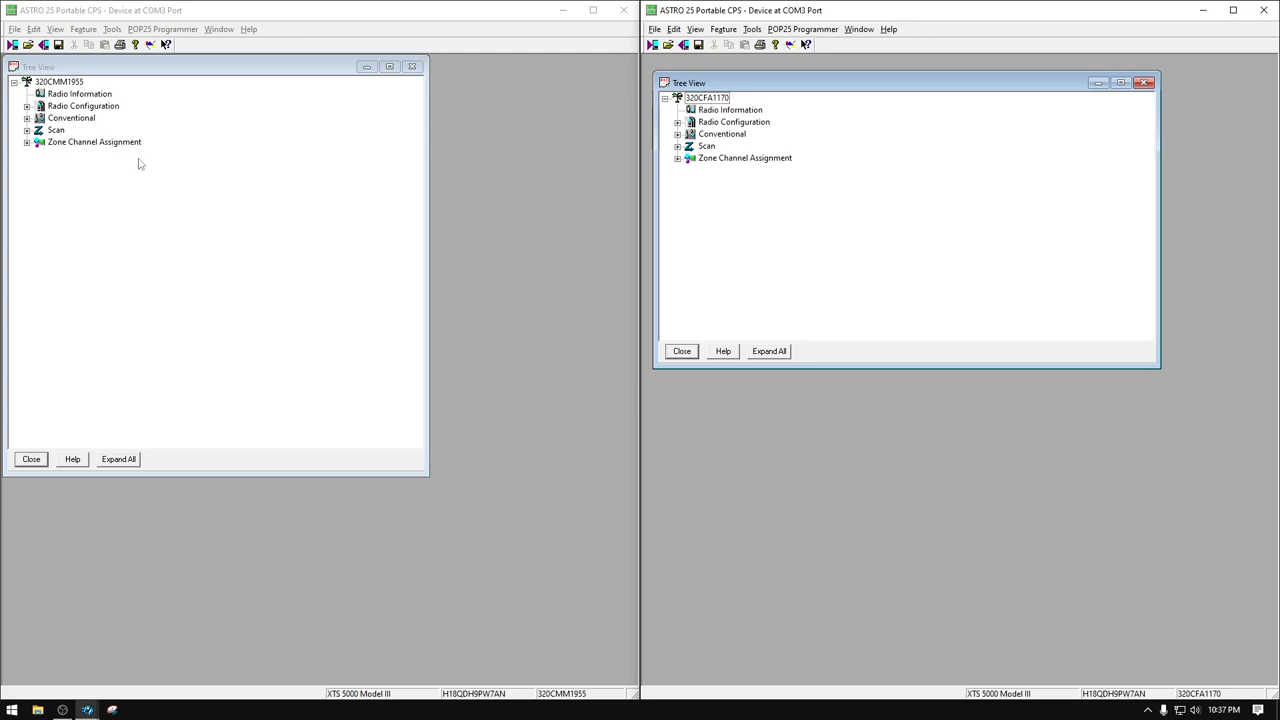 ASTRO 25 Portable CPS - Device at COM3 Port
File Edit View Feature Tools POP25 Programmer Window Help
Tree View
320CMM1955
Radio Information
Radio Configuration
Conventional
Scan
Zone Channel Assignment
Close Help Expand All
XTS 5000 Model III H18QDH9PW7AN 320CMM1955
ASTRO 25 Portable CPS - Device at COM3 Port
File Edit View Feature Tools POP25 Programmer Window Help
Tree View
320CFA1170
Radio Information
Radio Configuration
Conventional
Scan
Zone Channel Assignment
Close Help Expand All
XTS 5000 Model III H18QDH9PW7AN 320CFA1170
10:37 PM